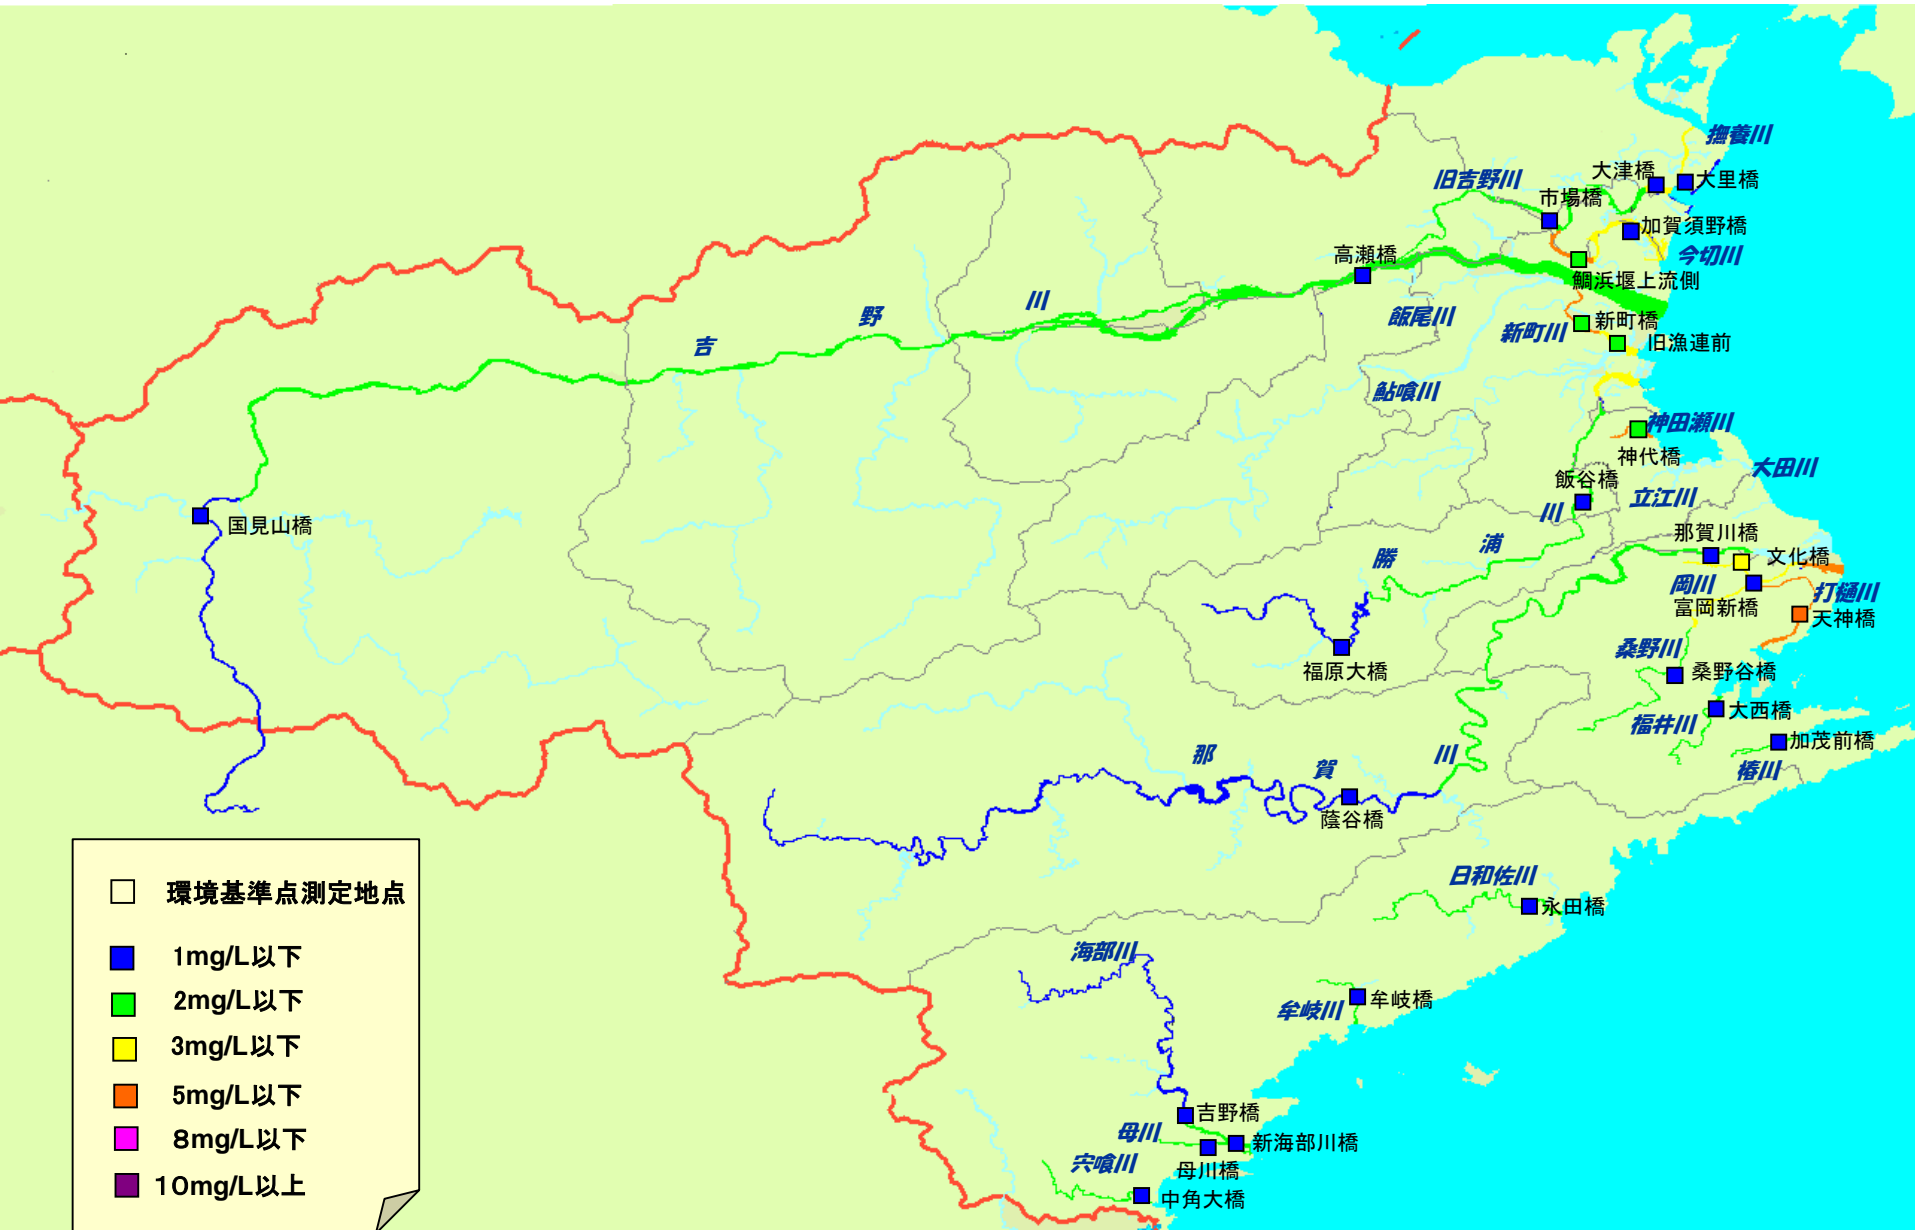 撫養川
大津橋
大里橋
旧吉野川
市場橋
加賀須野橋
今切川
高瀬橋
鯛浜堰上流側
吉野川
飯尾川
新町川
新町橋
旧漁連前
鮎喰川
神田瀬川
神代橋
大田川
飯谷橋
立江川
勝浦川
那賀川橋
文化橋
国見山橋
岡川
打樋川
富岡新橋
天神橋
桑野川
福原大橋
桑野谷橋
大西橋
福井川
加茂前橋
椿川
那賀川
蔭谷橋
日和佐川
永田橋
海部川
牟岐橋
牟岐川
吉野橋
母川
新海部川橋
母川橋
宍喰川
中角大橋
環境基準点測定地点
1mg/L以下
2mg/L以下
3mg/L以下
5mg/L以下
8mg/L以下
10mg/L以上